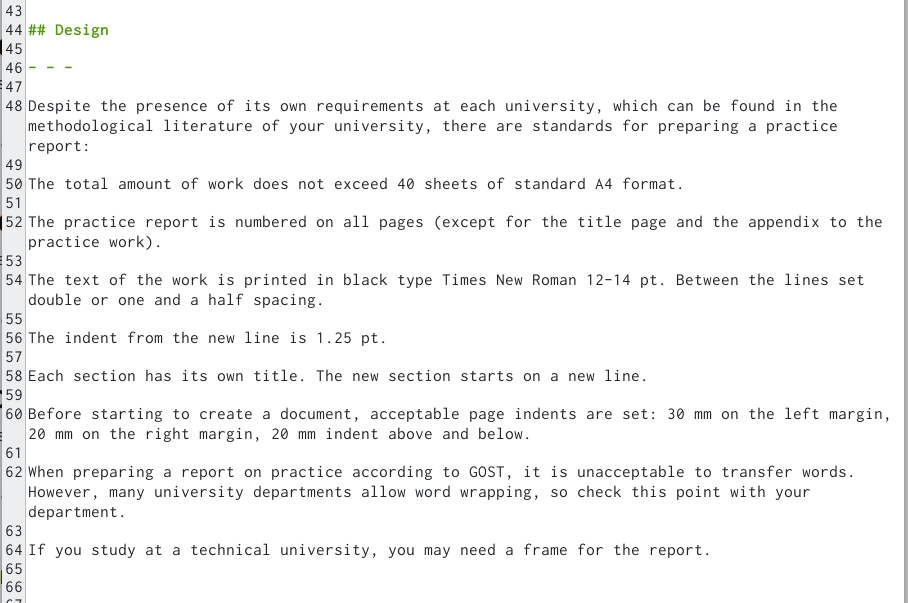 43
44 ## Design
45
46 - - -
47
48 Despite the presence of its own requirements at each university, which can be found in the
methodological literature of your university, there are standards for preparing a practice
report:
49
50 The total amount of work does not exceed 40 sheets of standard A4 format.
51
52 The practice report is numbered on all pages (except for the title page and the appendix to the
practice work).
53
54 The text of the work is printed in black type Times New Roman 12-14 pt. Between the lines set
double or one and a half spacing.
55
56 The indent from the new line is 1.25 pt.
57
58 Each section has its own title. The new section starts on a new line.
59
60 Before starting to create a document, acceptable page indents are set: 30 mm on the left margin,
20 mm on the right margin, 20 mm indent above and below.
61
62 When preparing a report on practice according to GOST, it is unacceptable to transfer words.
However, many university departments allow word wrapping, so check this point with your
department.
63
64 If you study at a technical university, you may need a frame for the report.
65
66